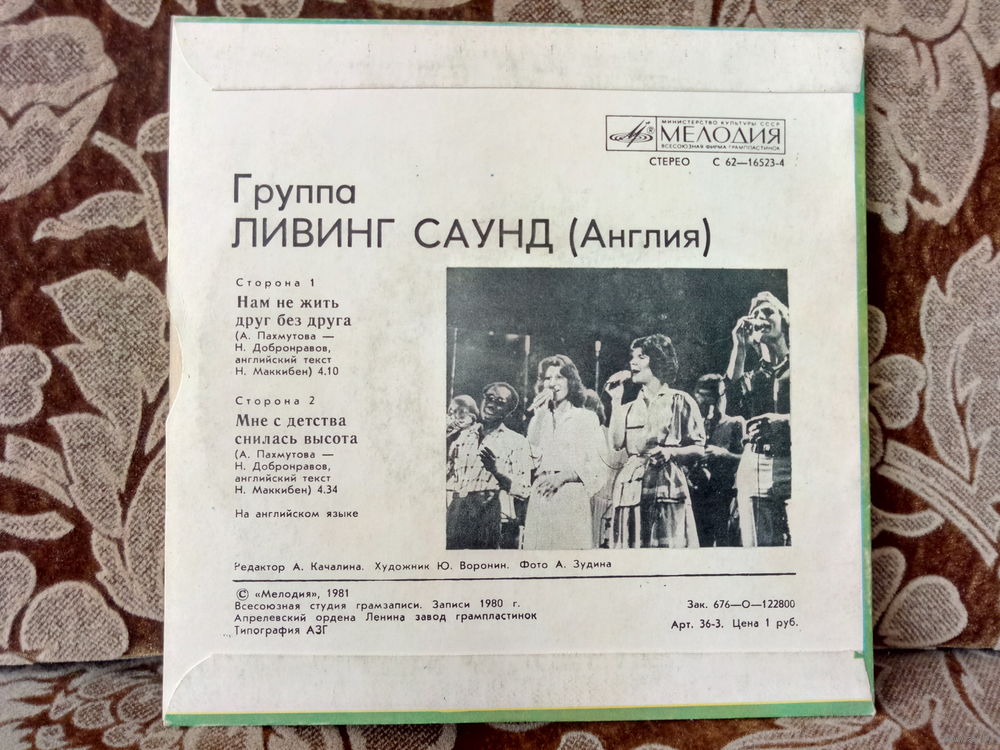 МИНИСТЕРСТВО КУЛЬТУРЫ СССР
МЕЛОДИЯ
ВСЕСОЮЗНАЯ ФИРМА ГРАМПЛАСТИНОК
СТЕРЕО С 62—16523-4
Группа
ЛИВИНГ САУНД (Англия)
Сторона 1
Нам не жить
друг без друга
(А. Пахмутова —
Н. Добронравов,
английский текст
Н. Маккибен) 4.10
Сторона 2
Мне с детства
снилась высота
(А. Пахмутова —
Н. Добронравов,
английский текст
Н. Маккибен) 4.34
На английском языке
Редактор А. Качалина. Художник Ю. Воронин. Фото А. Зудина
© «Мелодия», 1981
Всесоюзная студия грамзаписи. Записи 1980 г.
Апрелевский ордена Ленина завод грампластинок
Типография АЗГ
Зак. 676—О—122800
Арт. 36-3. Цена 1 руб.